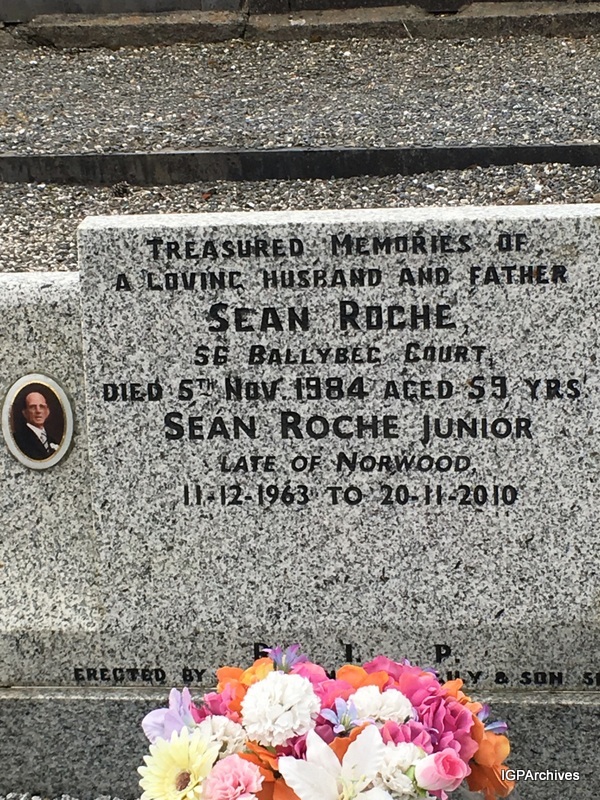 TREASURED MEMORIES OF
A LOVING HUSBAND AND FATHER
SEAN ROCHE,
56 BALLYBEG COURT,
DIED 5TH NOV. 1984 AGED 59 YRS
SEAN ROCHE JUNIOR
LATE OF NORWOOD,
11-12-1963 TO 20-11-2010
R. I. P.
ERECTED BY & SON
IGPArchives